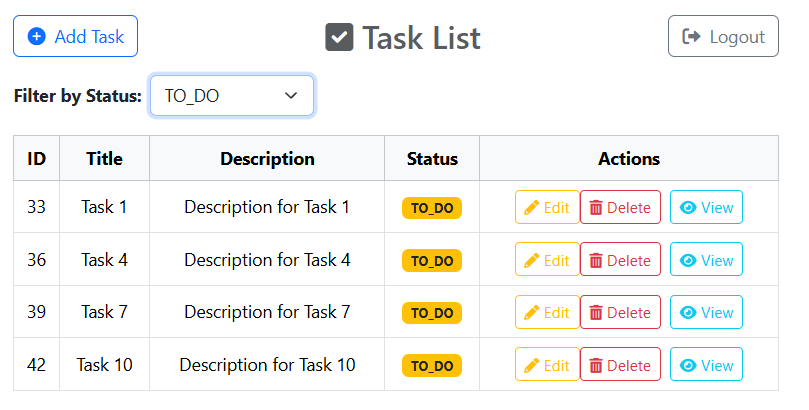 Add Task Task List Logout
Filter by Status: TO_DO
ID Title Description Status Actions
33 Task 1 Description for Task 1 TO_DO Edit Delete View
36 Task 4 Description for Task 4 TO_DO Edit Delete View
39 Task 7 Description for Task 7 TO_DO Edit Delete View
42 Task 10 Description for Task 10 TO_DO Edit Delete View